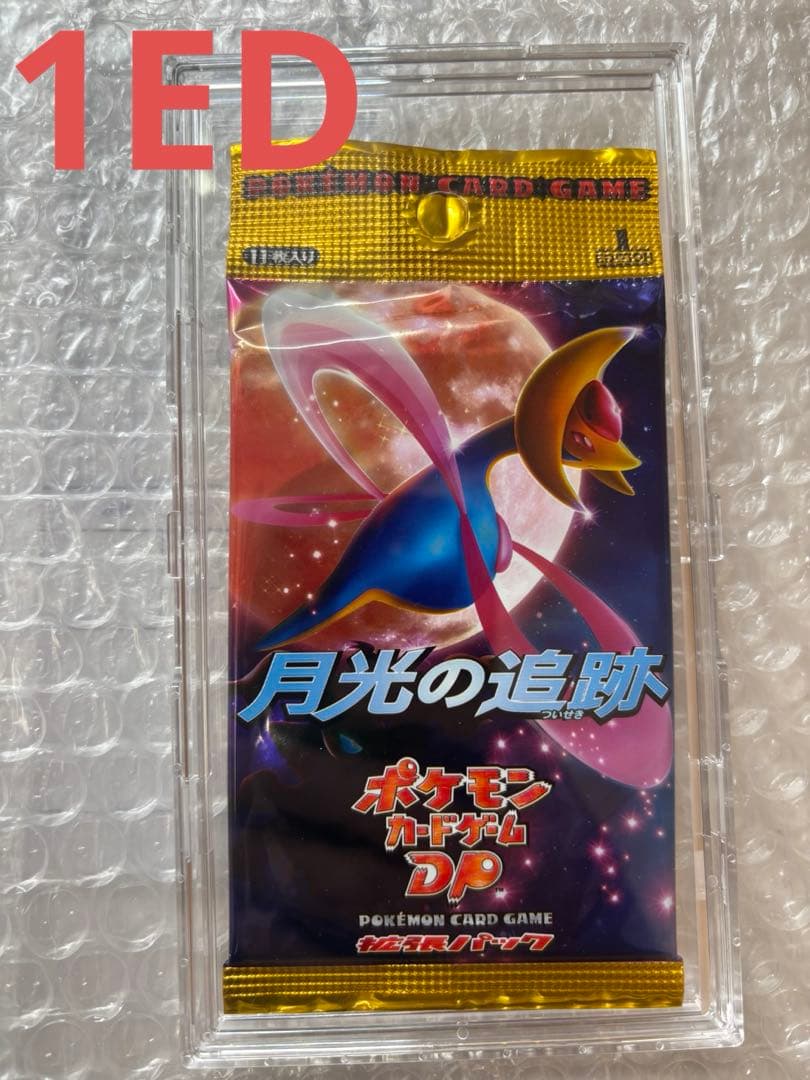 1ED
POKÉMON CARD GAME
11枚入り
1
月光の追跡
ついせき
ポケモン
カードゲーム
DP™
POKÉMON CARD GAME
拡張パック